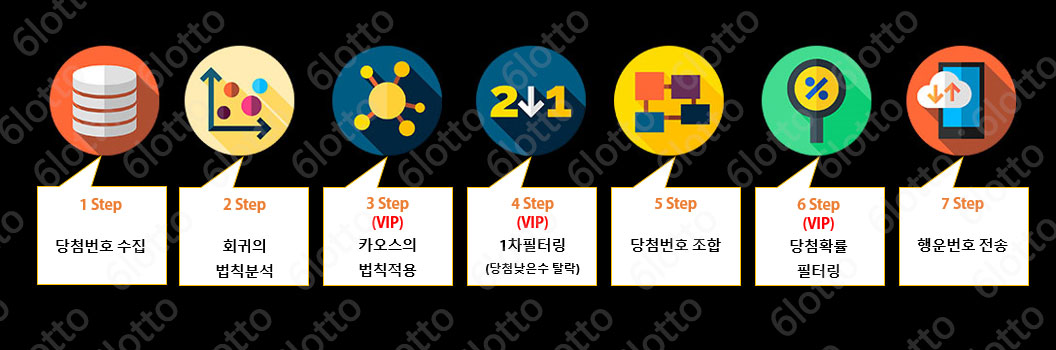 1 Step
당첨번호 수집
2 Step
회귀의
법칙분석
3 Step
(VIP)
카오스의
법칙적용
2↓1
4 Step
(VIP)
1차필터링
(당첨낮은수 탈락)
5 Step
당첨번호 조합
%
6 Step
(VIP)
당첨확률
필터링
7 Step
행운번호 전송
6lotto